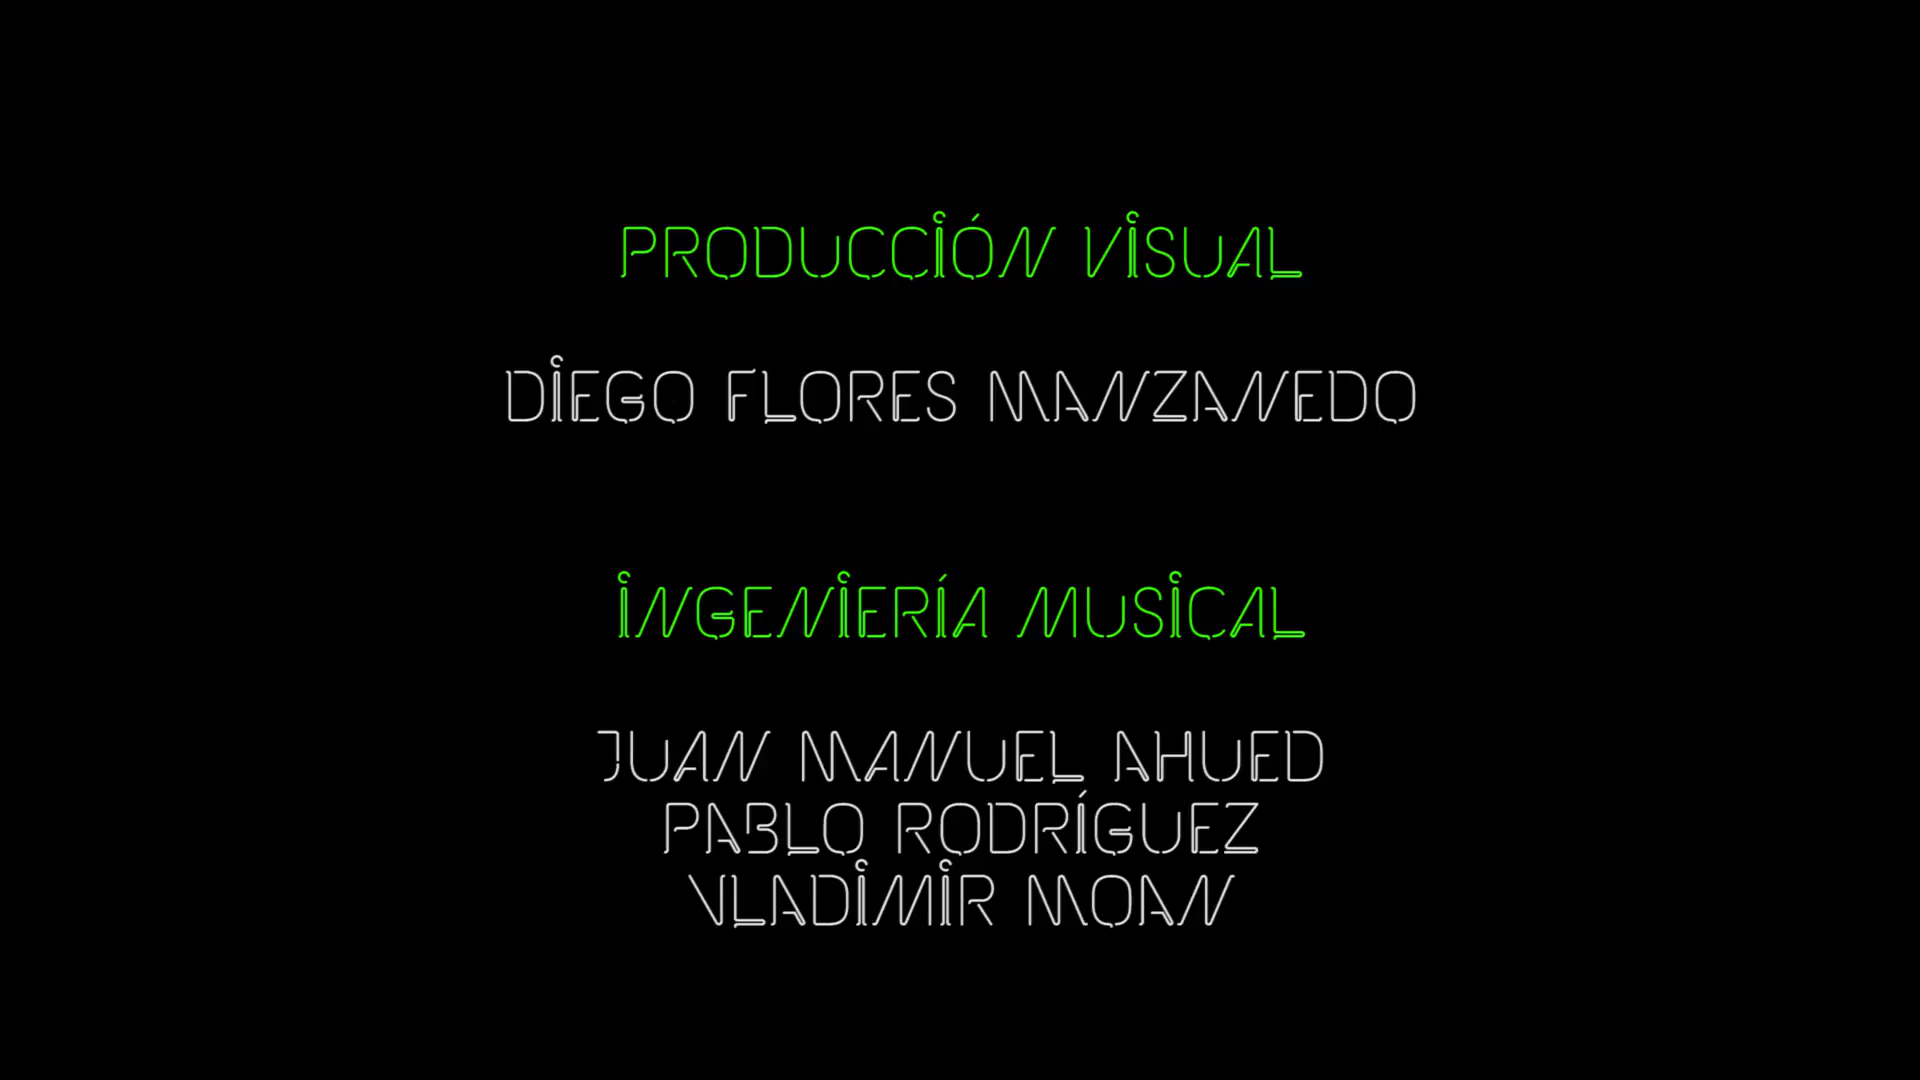 PRODUCCIÓN VISUAL
DIEGO FLORES MANZANEDO
INGENIERÍA MUSICAL
JUAN MANUEL AHUED
PABLO RODRÍGUEZ
VLADIMIR MOAN